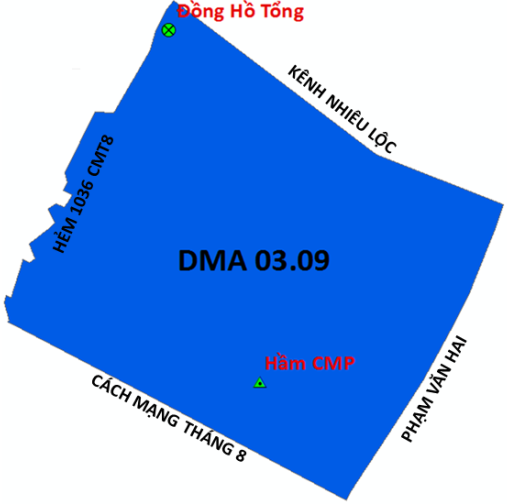 Đồng Hồ Tổng
KÊNH NHIÊU LỘC
HẺM 1036 CMT8
DMA 03.09
Hầm CMP
PHẠM VĂN HAI
CÁCH MẠNG THÁNG 8